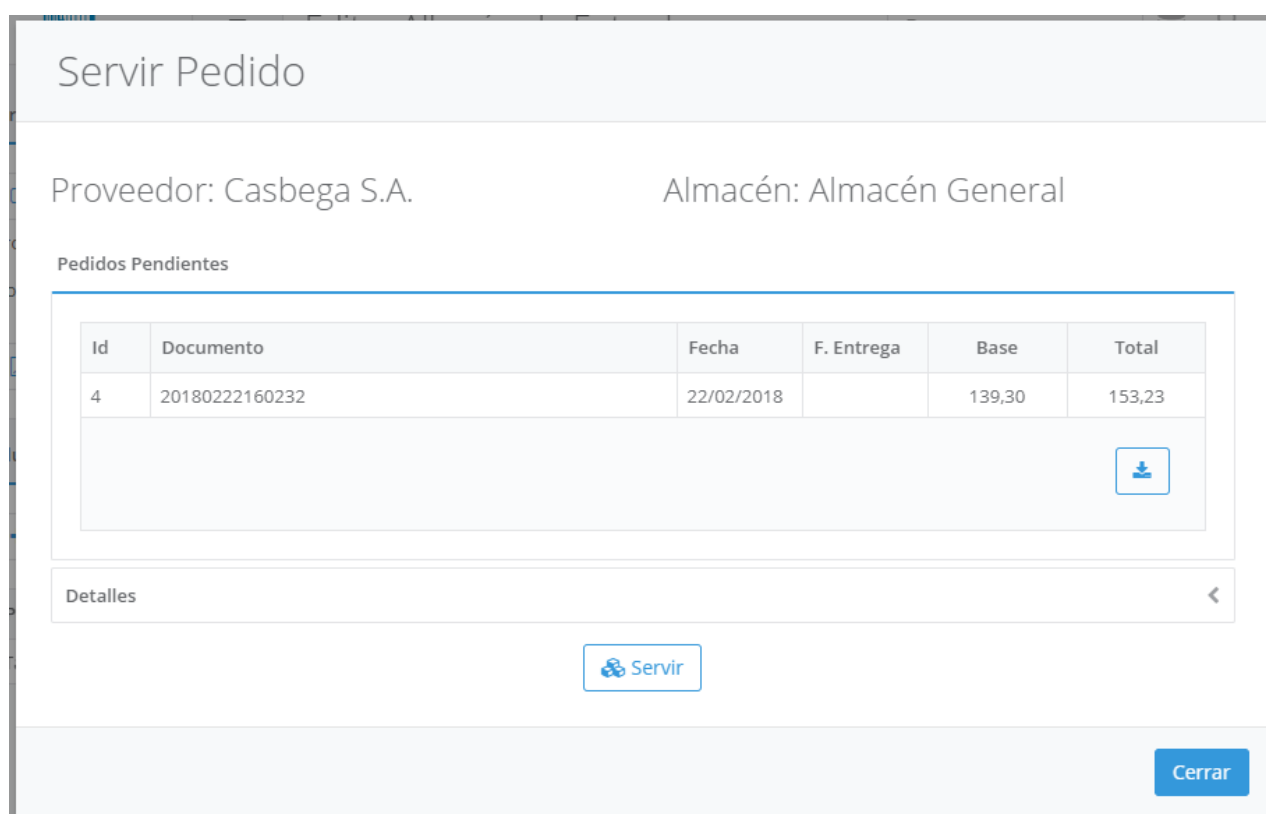 Servir Pedido
Proveedor: Casbega S.A. Almacén: Almacén General
Pedidos Pendientes
Id Documento Fecha F. Entrega Base Total
4 20180222160232 22/02/2018 139,30 153,23
Detalles
Servir
Cerrar